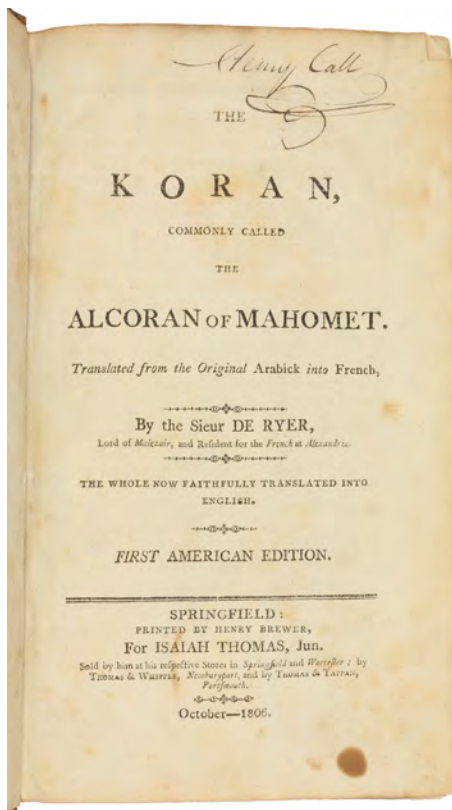 Henry Call
THE
KORAN,
COMMONLY CALLED
THE
ALCORAN OF MAHOMET.
Translated from the Original Arabick into French,
By the Sieur DE RYER,
Lord of Malezair, and Resident for the French at Alexandria.
THE WHOLE NOW FAITHFULLY TRANSLATED INTO
ENGLISH.
FIRST AMERICAN EDITION.
SPRINGFIELD:
PRINTED BY HENRY BREWER,
For ISAIAH THOMAS, Jun.
Sold by him at his respective Stores in Springfield and Worcester: by
THOMAS & WHIPPLE, Newburyport, and by THOMAS & TAPPAN,
Portsmouth.
October—1806.